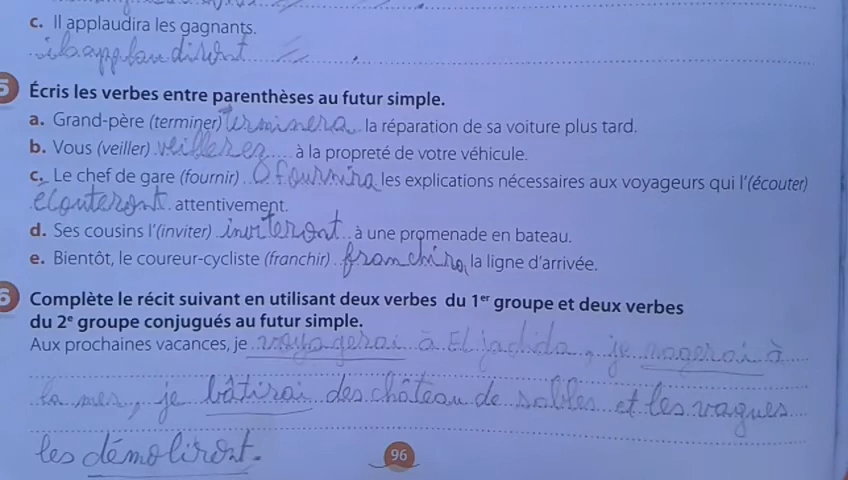 c. Il applaudira les gagnants.
ils applaudiront
5 Écris les verbes entre parenthèses au futur simple.
a. Grand-père (terminer) terminera la réparation de sa voiture plus tard.
b. Vous (veiller) veillerez à la propreté de votre véhicule.
c. Le chef de gare (fournir) fournira les explications nécessaires aux voyageurs qui l'(écouter)
écouteront attentivement.
d. Ses cousins l'(inviter) inviteront à une promenade en bateau.
e. Bientôt, le coureur-cycliste (franchir) franchira la ligne d'arrivée.
6 Complète le récit suivant en utilisant deux verbes du 1er groupe et deux verbes
du 2e groupe conjugués au futur simple.
Aux prochaines vacances, je voyagerai à El jadida, je nagerai à
la mer, je bâtirai des château de sables et les vagues
les démoliront.
96